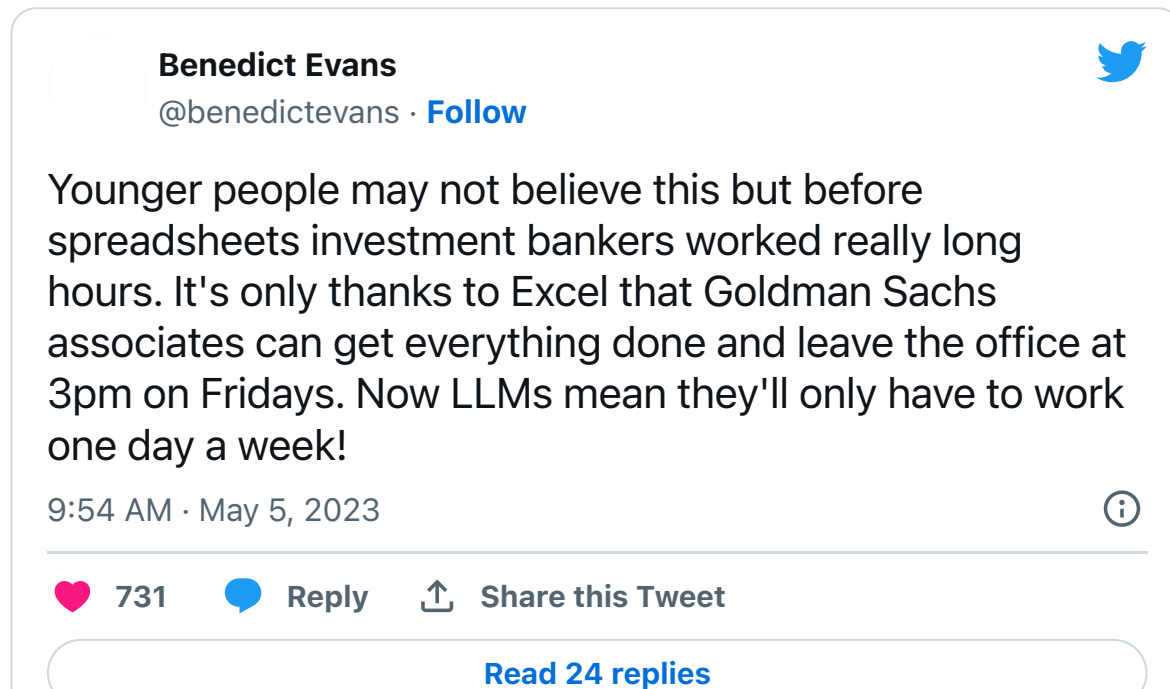 Benedict Evans
@benedictevans · Follow
Younger people may not believe this but before
spreadsheets investment bankers worked really long
hours. It's only thanks to Excel that Goldman Sachs
associates can get everything done and leave the office at
3pm on Fridays. Now LLMs mean they'll only have to work
one day a week!
9:54 AM · May 5, 2023
731 Reply Share this Tweet
Read 24 replies